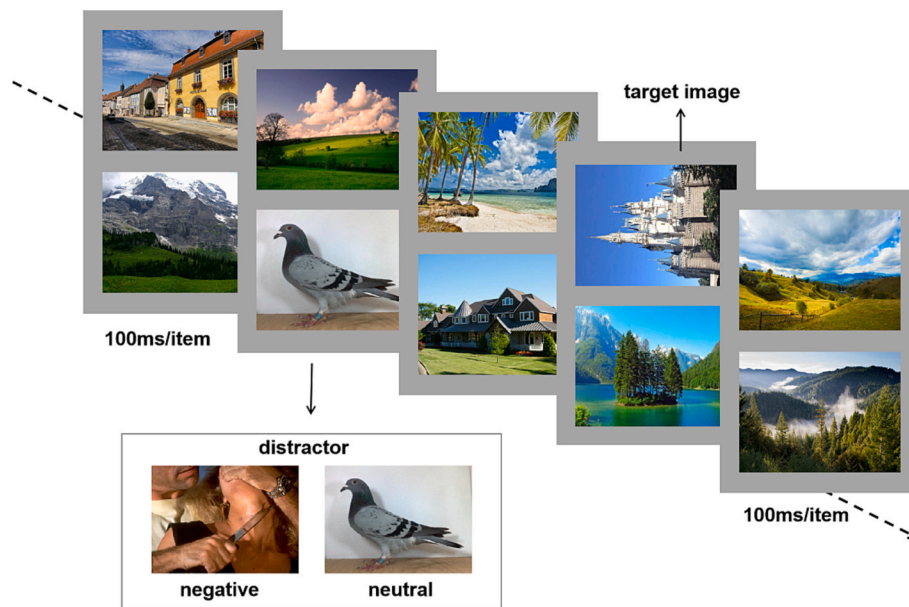 target image
100ms/item
distractor
negative
neutral
100ms/item